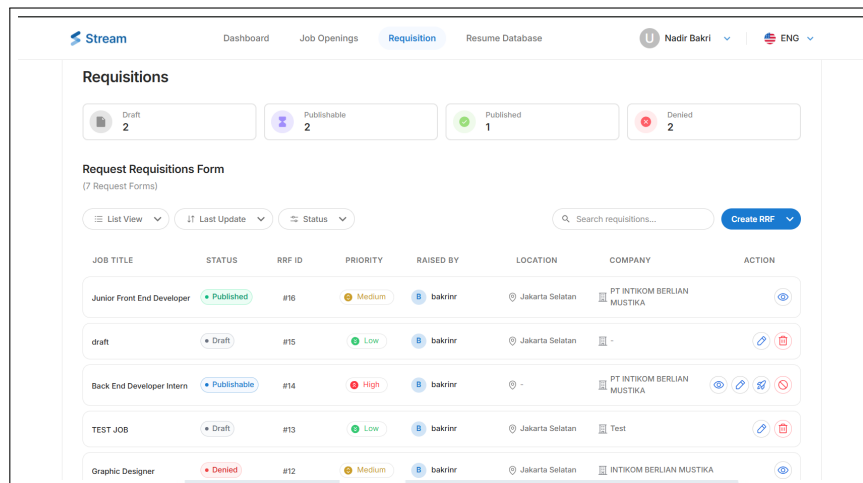 Stream Dashboard Job Openings Requisition Resume Database U Nadir Bakri ENG
Requisitions
Draft
2
Publishable
2
Published
1
Denied
2
Request Requisitions Form
(7 Request Forms)
List View Last Update Status Search requisitions... Create RRF
JOB TITLE STATUS RRF ID PRIORITY RAISED BY LOCATION COMPANY ACTION
Junior Front End Developer Published #16 Medium B bakrinr Jakarta Selatan PT INTIKOM BERLIAN
MUSTIKA
draft Draft #15 Low B bakrinr Jakarta Selatan -
Back End Developer Intern Publishable #14 High B bakrinr - PT INTIKOM BERLIAN
MUSTIKA
TEST JOB Draft #13 Low B bakrinr Jakarta Selatan Test
Graphic Designer Denied #12 Medium B bakrinr Jakarta Selatan INTIKOM BERLIAN MUSTIKA